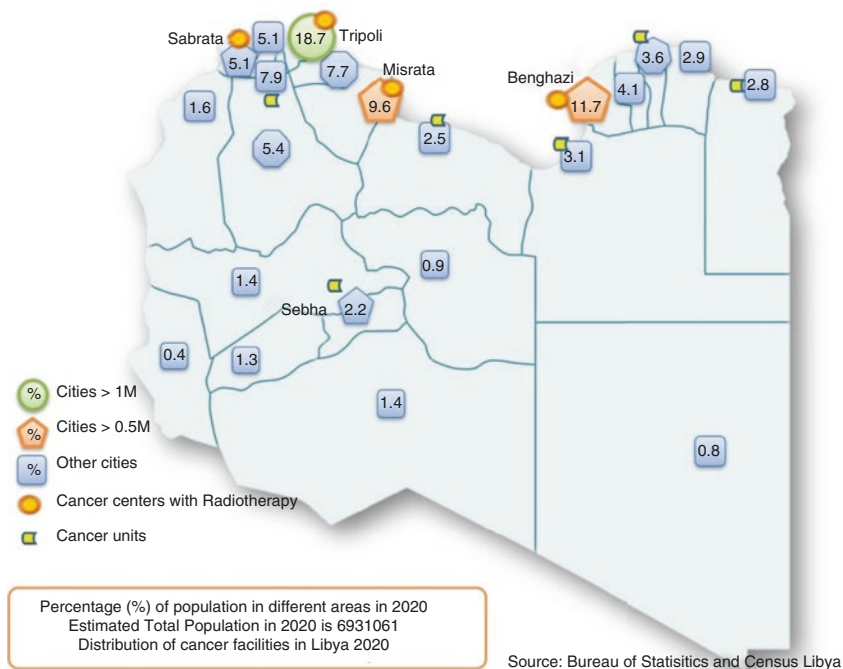 5.1
18.7
Tripoli
Sabrata
5.1
7.9
7.7
Misrata
9.6
1.6
5.4
2.5
Benghazi
11.7
4.1
3.6
2.9
2.8
3.1
1.4
0.9
Sebha
2.2
0.4
1.3
1.4
0.8
% Cities > 1M
% Cities > 0.5M
% Other cities
Cancer centers with Radiotherapy
Cancer units
Percentage (%) of population in different areas in 2020
Estimated Total Population in 2020 is 6931061
Distribution of cancer facilities in Libya 2020
Source: Bureau of Statisitics and Census Libya